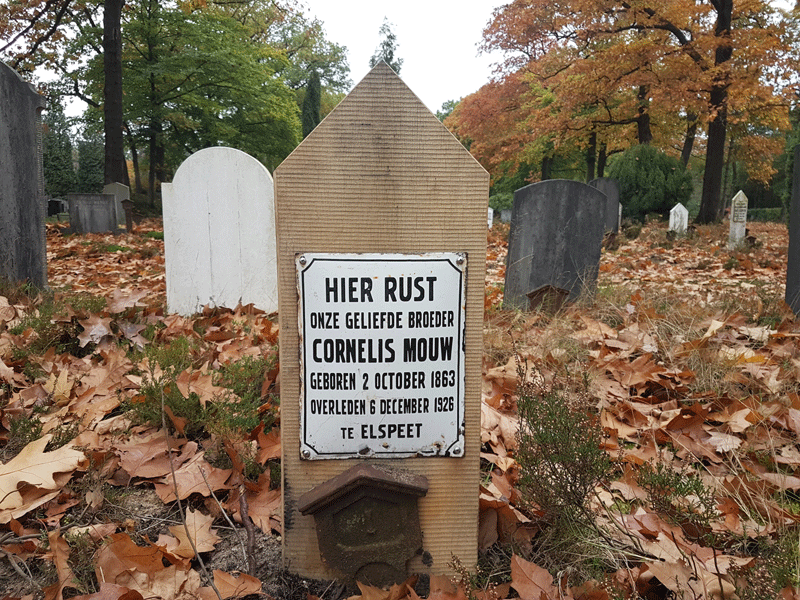 HIER RUST
ONZE GELIEFDE BROEDER
CORNELIS MOUW
GEBOREN 2 OCTOBER 1863
OVERLEDEN 6 DECEMBER 1926
TE ELSPEET